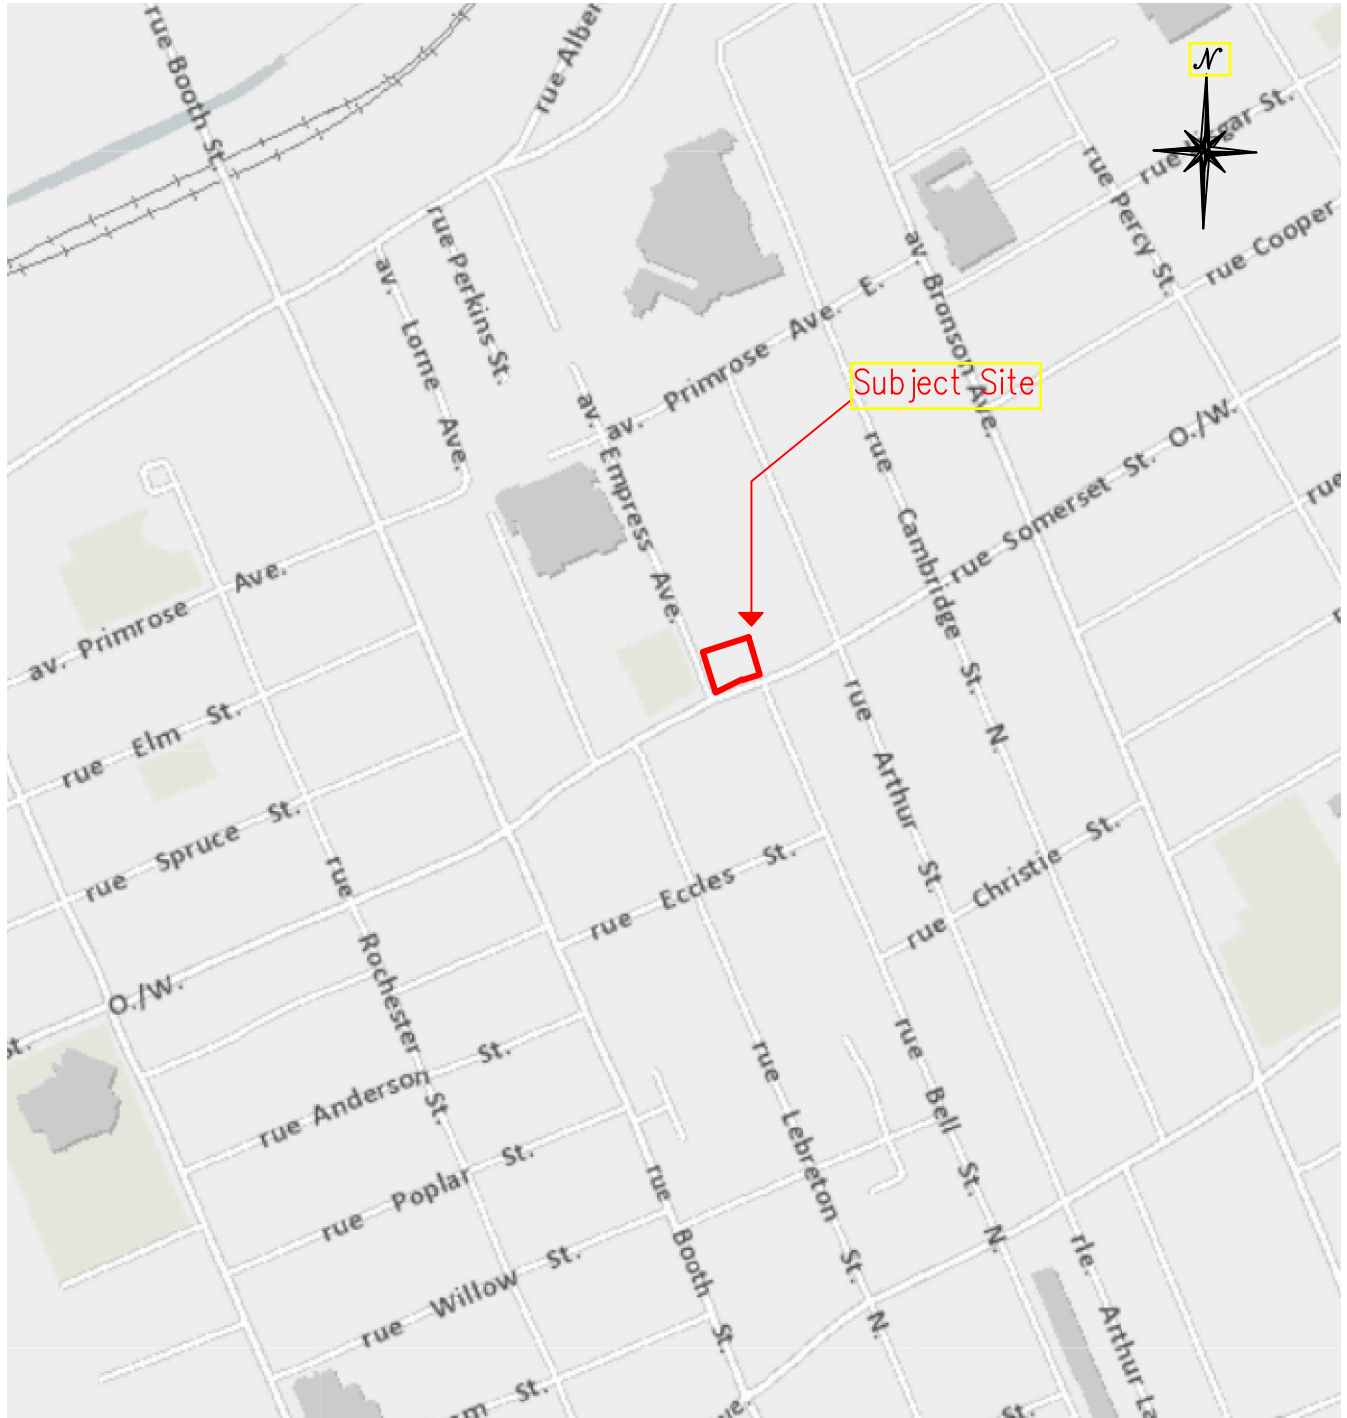 rue Booth St.
rue Alber
N
rue Percy St.
rue Cooper
rue Perkins St.
av. Lorne Ave.
av. Bronson Ave.
av. Primrose Ave. E.
Subject Site
av. Empress Ave.
rue Cambridge St. N.
rue Somerset St. O./W.
rue
av. Primrose Ave.
rue Elm St.
rue Spruce St.
rue Arthur St.
rue Eccles St.
rue Christie St.
O./W.
St.
rue Rochester St.
rue Anderson St.
rue Poplar St.
rue Willow St.
rue Booth St.
rue Lebreton St. N.
rue Bell St. N.
rle. Arthur La
m St.
ue
St.